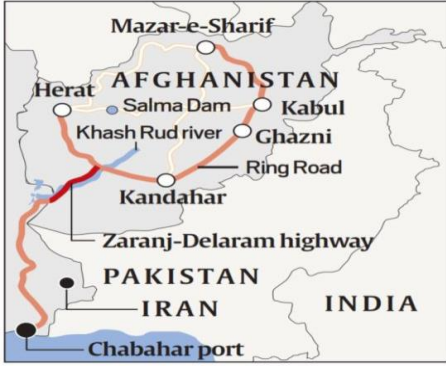 Mazar-e-Sharif
AFGHANISTAN
Herat
Salma Dam
Kabul
Khash Rud river
Ghazni
Ring Road
Kandahar
Zaranj-Delaram highway
PAKISTAN
IRAN
INDIA
Chabahar port